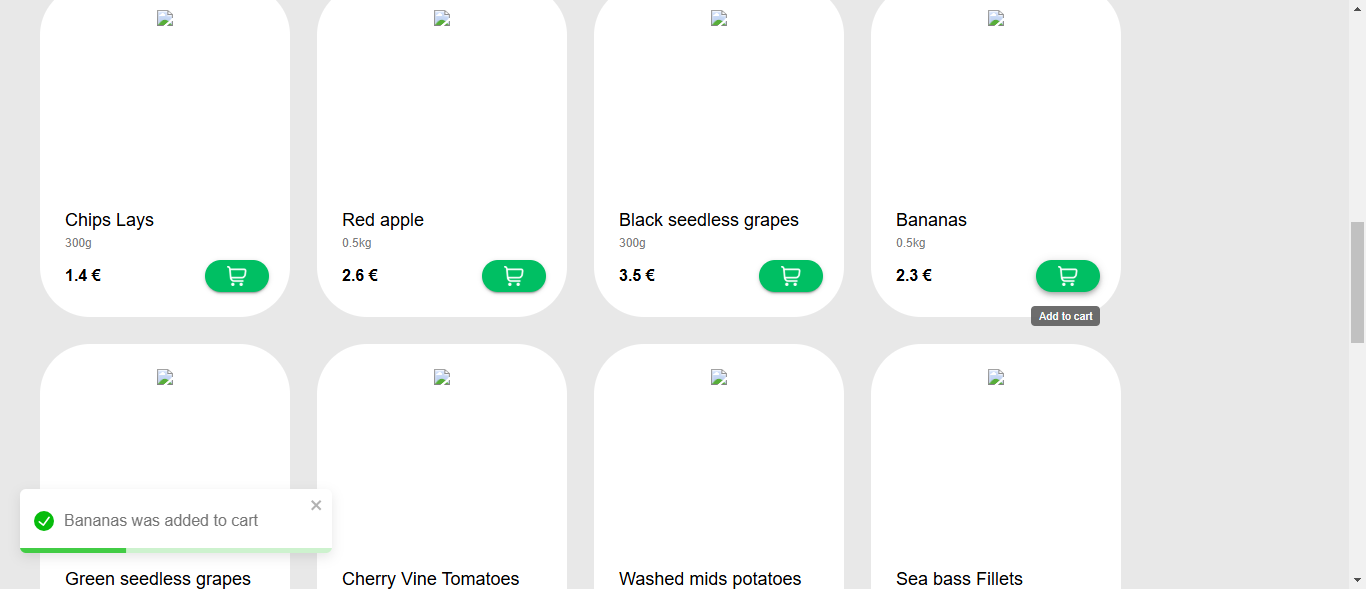 Chips Lays
300g
1.4 €
Red apple
0.5kg
2.6 €
Black seedless grapes
300g
3.5 €
Bananas
0.5kg
2.3 €
Add to cart
Bananas was added to cart
Green seedless grapes
Cherry Vine Tomatoes
Washed mids potatoes
Sea bass Fillets